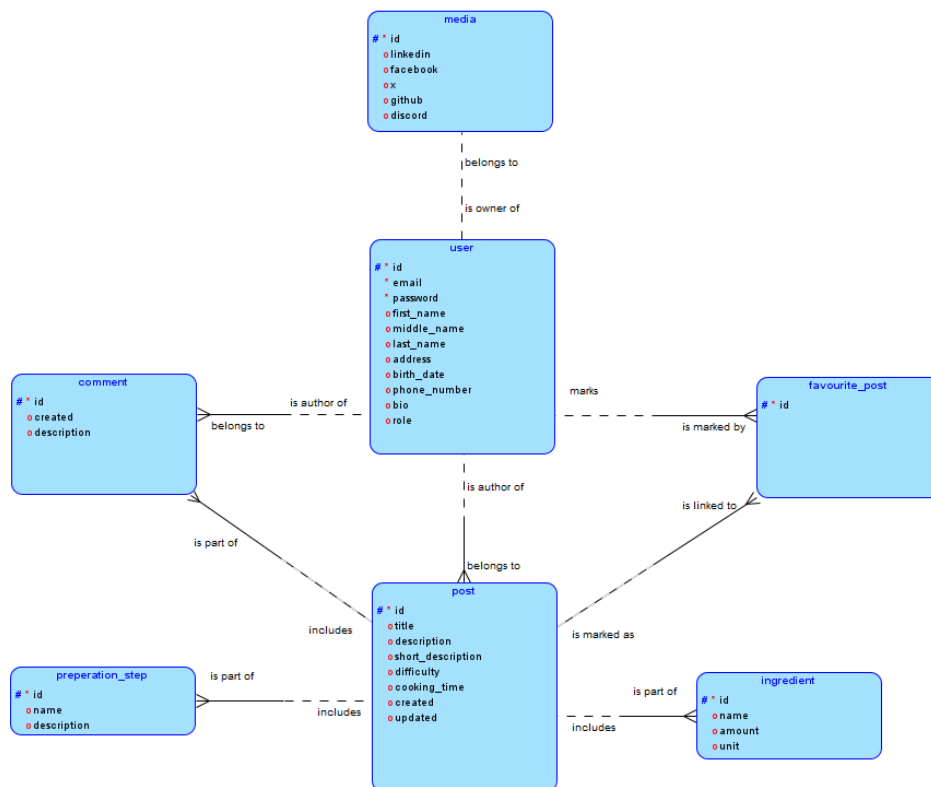 media
# * id
o linkedin
o facebook
o x
o github
o discord
belongs to
is owner of
user
# * id
* email
* password
o first_name
o middle_name
o last_name
o address
o birth_date
o phone_number
o bio
o role
comment
# * id
o created
o description
is author of
belongs to
marks
is marked by
favourite_post
# * id
is author of
belongs to
is part of
includes
is linked to
is marked as
post
# * id
o title
o description
o short_description
o difficulty
o cooking_time
o created
o updated
preperation_step
# * id
o name
o description
is part of
includes
is part of
includes
ingredient
# * id
o name
o amount
o unit